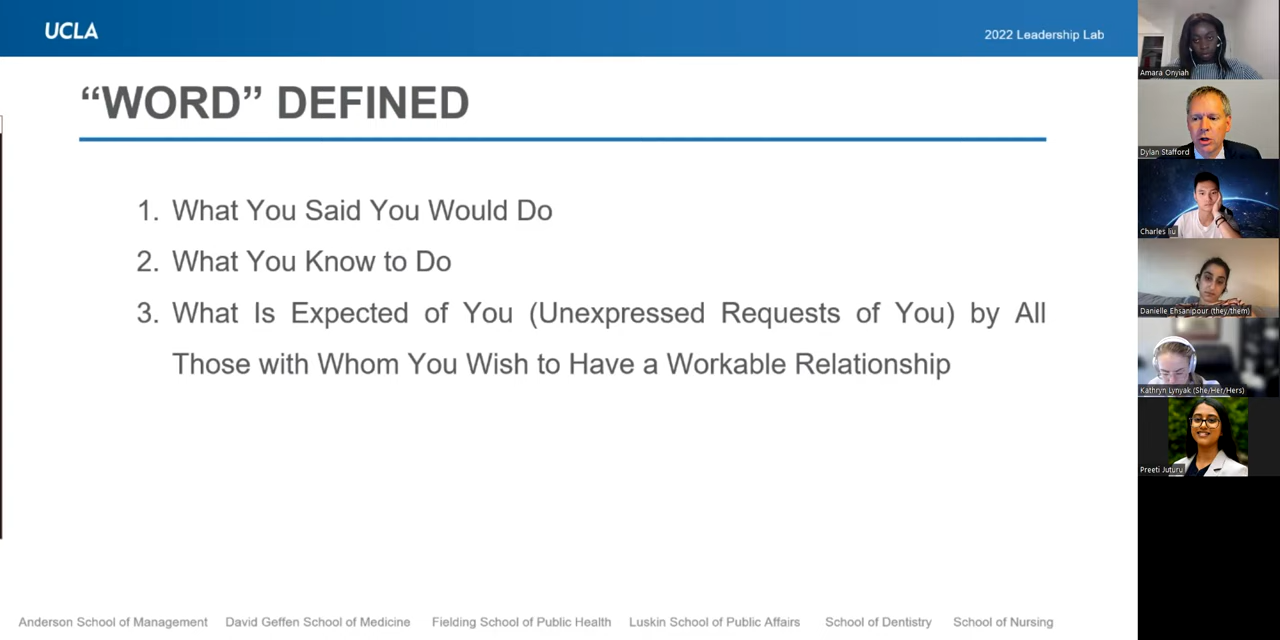 UCLA
2022 Leadership Lab
“WORD” DEFINED
1. What You Said You Would Do
2. What You Know to Do
3. What Is Expected of You (Unexpressed Requests of You) by All
Those with Whom You Wish to Have a Workable Relationship
Anderson School of Management David Geffen School of Medicine Fielding School of Public Health Luskin School of Public Affairs School of Dentistry School of Nursing
Amara Onyiah
Dylan Stafford
Charles liu
Danielle Ehsanipour (they/them)
Kathryn Lynyak (She/Her/Hers)
Preeti Juturu